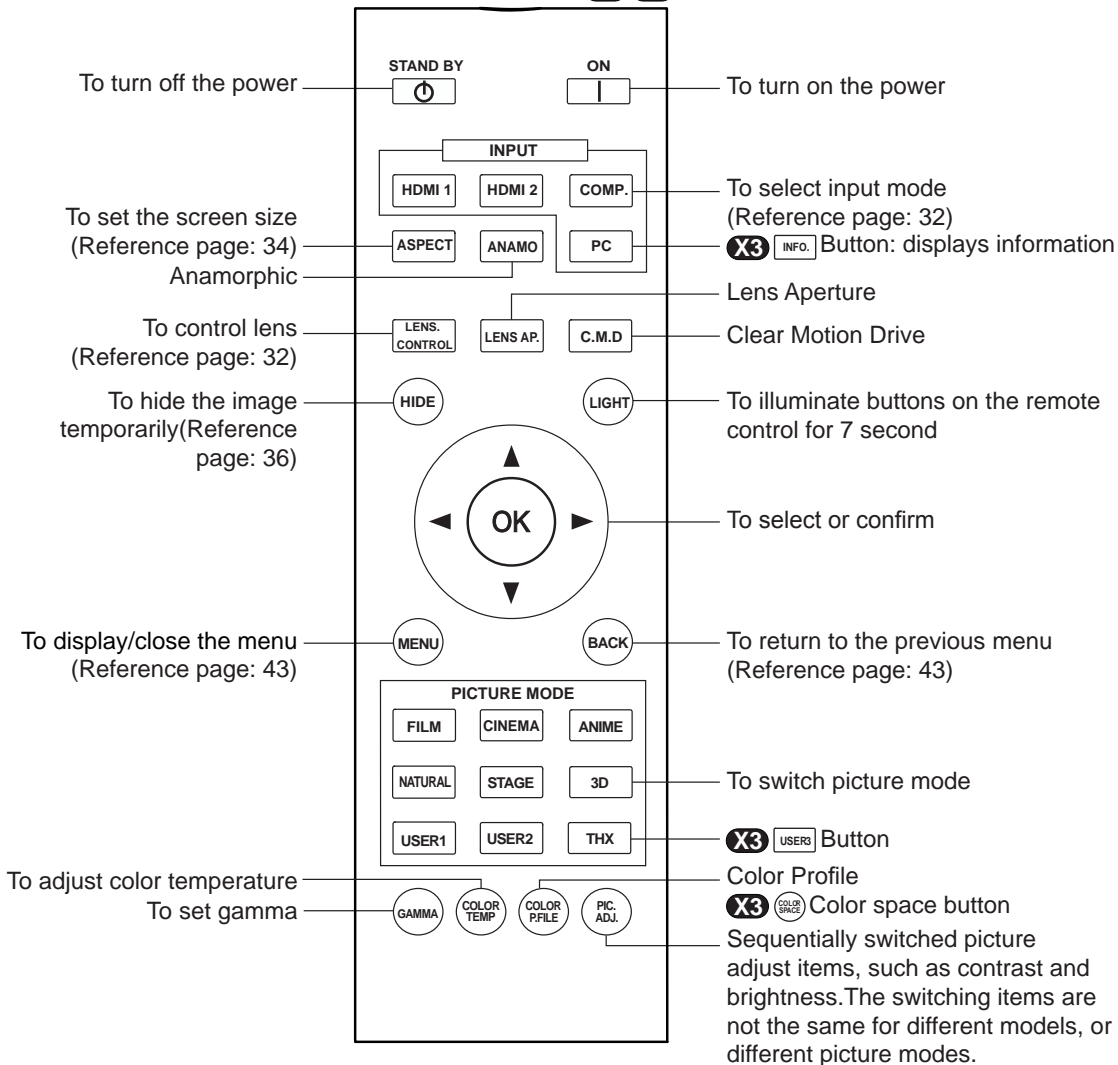 STAND BY
ON
To turn off the power
To turn on the power
INPUT
HDMI 1
HDMI 2
COMP.
To select input mode
(Reference page: 32)
To set the screen size
(Reference page: 34)
ASPECT
ANAMO
PC
X3 INFO. Button: displays information
Anamorphic
Lens Aperture
To control lens
(Reference page: 32)
LENS.
CONTROL
LENS AP.
C.M.D
Clear Motion Drive
To hide the image
temporarily(Reference
page: 36)
HIDE
LIGHT
To illuminate buttons on the remote
control for 7 second
OK
To select or confirm
To display/close the menu
(Reference page: 43)
MENU
BACK
To return to the previous menu
(Reference page: 43)
PICTURE MODE
FILM
CINEMA
ANIME
NATURAL
STAGE
3D
To switch picture mode
USER1
USER2
THX
X3 USER3 Button
To adjust color temperature
To set gamma
GAMMA
COLOR
TEMP
COLOR
P.FILE
PIC.
ADJ.
Color Profile
X3 COLOR SPACE Color space button
Sequentially switched picture
adjust items, such as contrast and
brightness.The switching items are
not the same for different models, or
different picture modes.